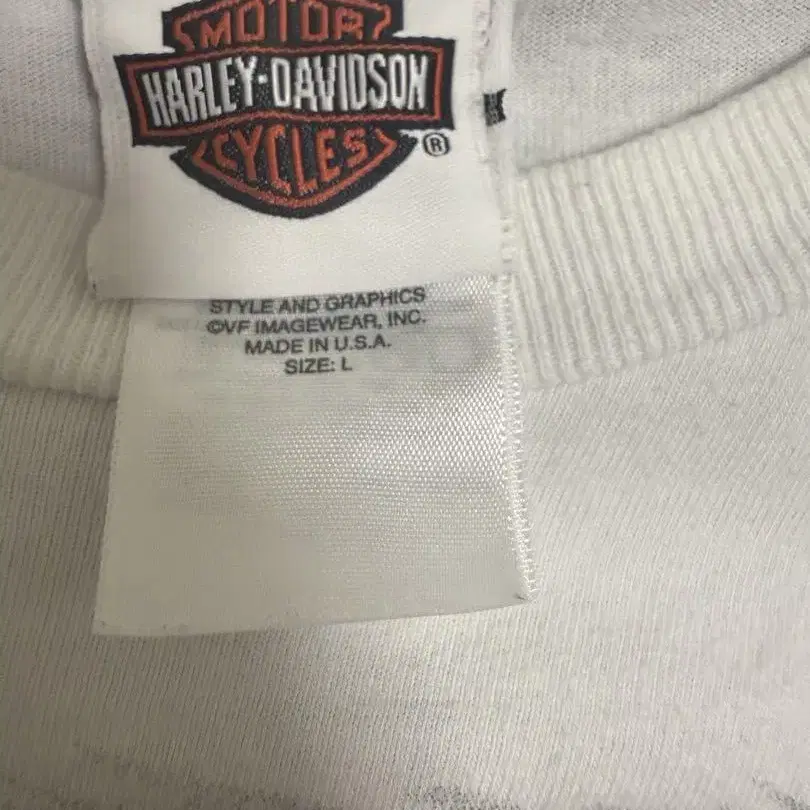 MOTOR
HARLEY-DAVIDSON
CYCLES
®
STYLE AND GRAPHICS
©VF IMAGEWEAR, INC.
MADE IN U.S.A.
SIZE: L